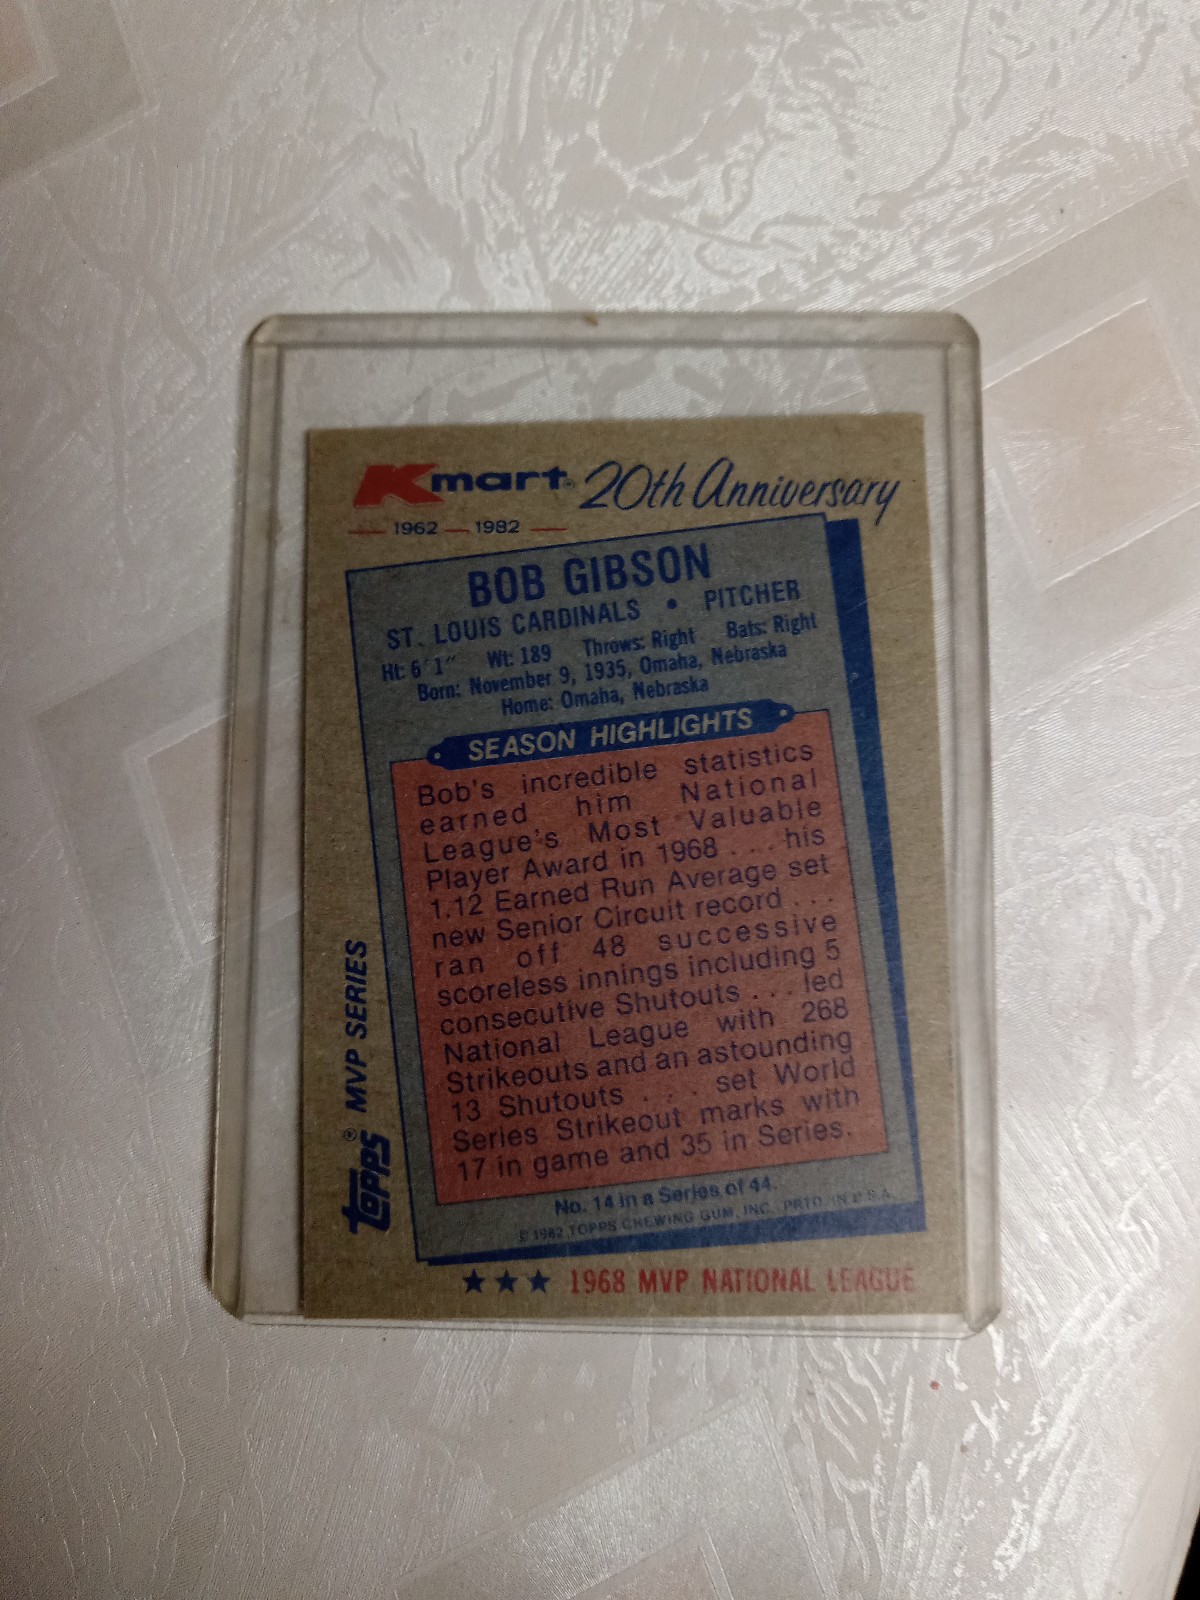 Kmart® 20th Anniversary
1962 — 1982
BOB GIBSON
ST. LOUIS CARDINALS • PITCHER
Ht: 6'1" Wt: 189 Throws: Right Bats: Right
Born: November 9, 1935, Omaha, Nebraska
Home: Omaha, Nebraska
SEASON HIGHLIGHTS
Bob's incredible statistics
earned him National
League's Most Valuable
Player Award in 1968 . . . his
1.12 Earned Run Average set
new Senior Circuit record . . .
ran off 48 successive
scoreless innings including 5
consecutive Shutouts . . . led
National League with 268
Strikeouts and an astounding
13 Shutouts . . . set World
Series Strikeout marks with
17 in game and 35 in Series.
No. 14 in a Series of 44.
© 1982 TOPPS CHEWING GUM, INC. PRTD. IN U.S.A.
★★★ 1968 MVP NATIONAL LEAGUE
TOPPS® MVP SERIES